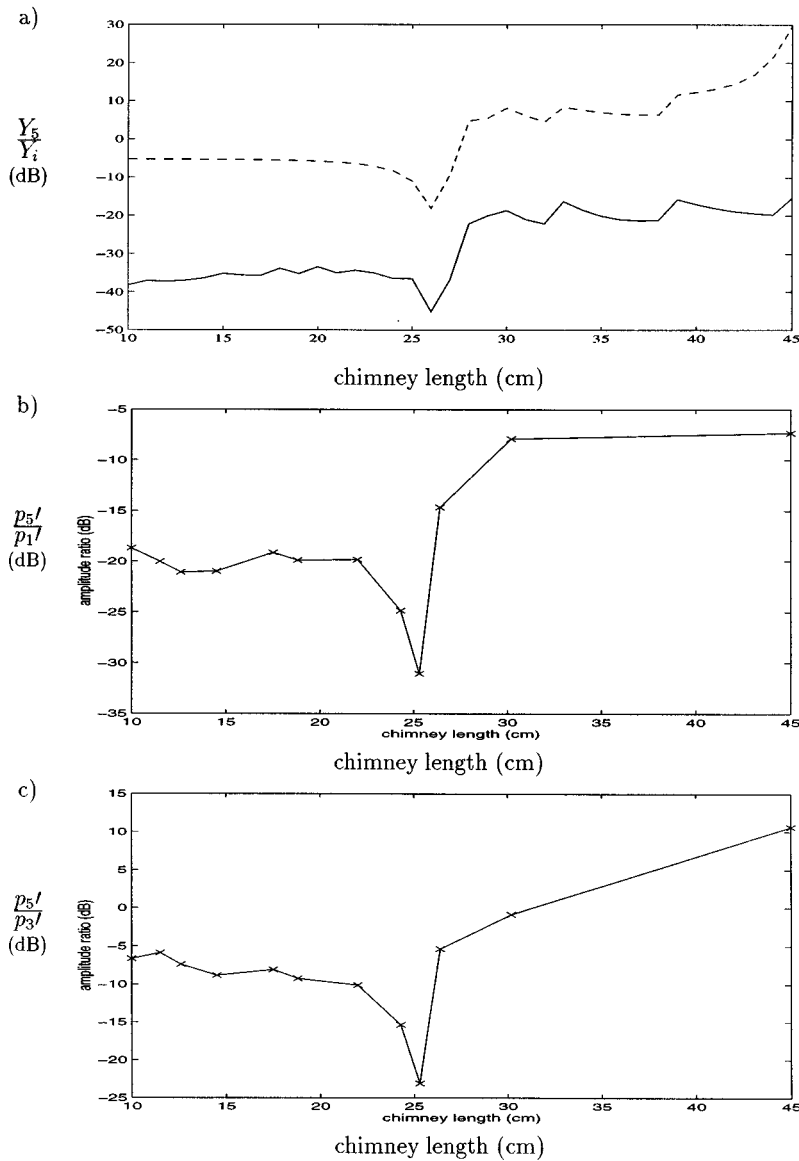 a)
30
20
10
0
−10
−20
−30
−40
−50
Y5
Yi
(dB)
10 15 20 25 30 35 40 45
chimney length (cm)
b)
−5
−10
−15
−20
−25
−30
−35
p5′
p1′
(dB)
amplitude ratio (dB)
10 15 20 25 30 35 40 45
chimney length (cm)
chimney length (cm)
c)
15
10
5
0
−5
−10
−15
−20
−25
p5′
p3′
(dB)
amplitude ratio (dB)
10 15 20 25 30 35 40 45
chimney length (cm)
chimney length (cm)